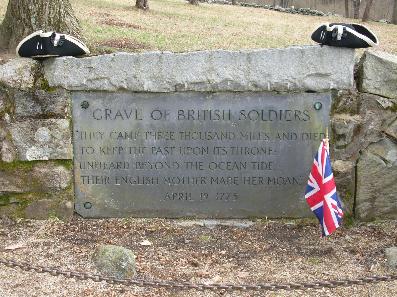 GRAVE OF BRITISH SOLDIERS
"THEY CAME THREE THOUSAND MILES, AND DIED,
TO KEEP THE PAST UPON ITS THRONE;
UNHEARD, BEYOND THE OCEAN TIDE,
THEIR ENGLISH MOTHER MADE HER MOAN."
APRIL 19, 1775